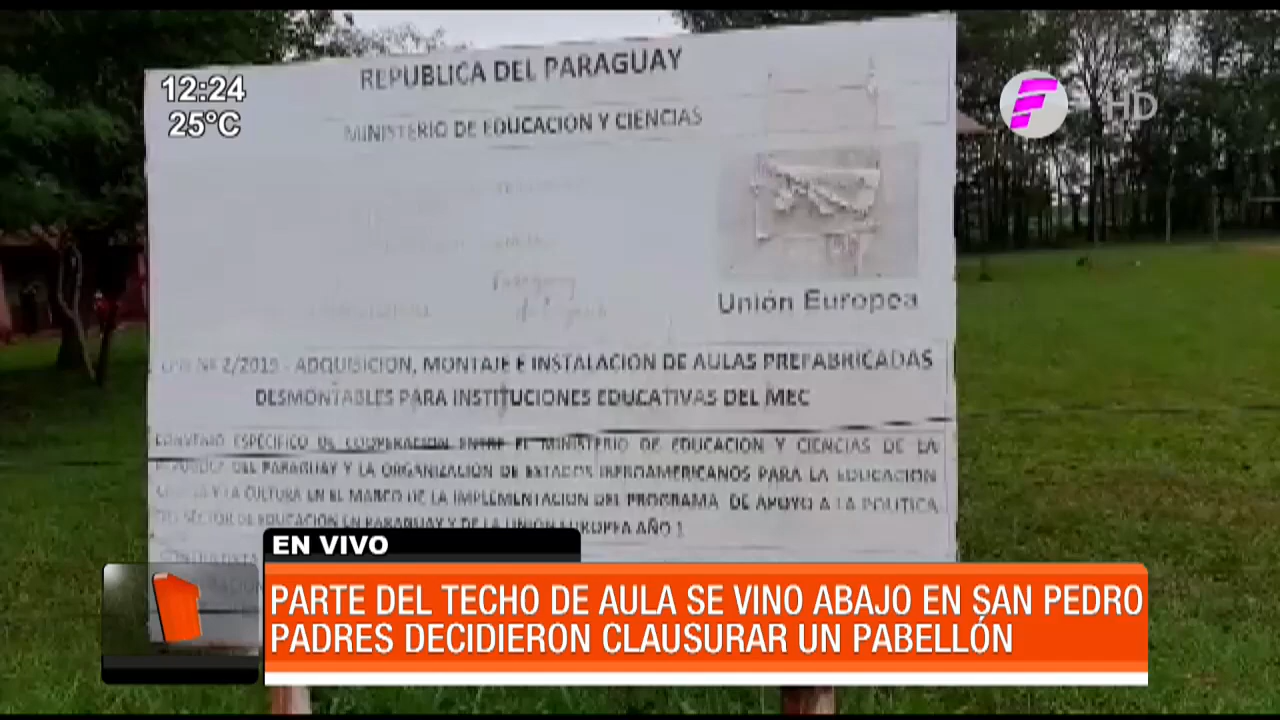 12:24
25°C
HD
REPUBLICA DEL PARAGUAY
MINISTERIO DE EDUCACION Y CIENCIAS
Unión Europea
2/2019 - ADQUISICION, MONTAJE E INSTALACION DE AULAS PREFABRICADAS
DESMONTABLES PARA INSTITUCIONES EDUCATIVAS DEL MEC
CONVENIO ESPECIFICO DE COOPERACION ENTRE EL MINISTERIO DE EDUCACION Y CIENCIAS DE LA
REPUBLICA DEL PARAGUAY Y LA ORGANIZACIÓN DE ESTADOS IBEROAMERICANOS PARA LA EDUCACION
Y LA CULTURA EN EL MARCO DE LA IMPLEMENTACION DEL PROGRAMA DE APOYO A LA POLITICA
SECTOR DE EDUCACION EN PARAGUAY Y DE LA UNION EUROPEA AÑO 1
EN VIVO
PARTE DEL TECHO DE AULA SE VINO ABAJO EN SAN PEDRO
PADRES DECIDIERON CLAUSURAR UN PABELLÓN